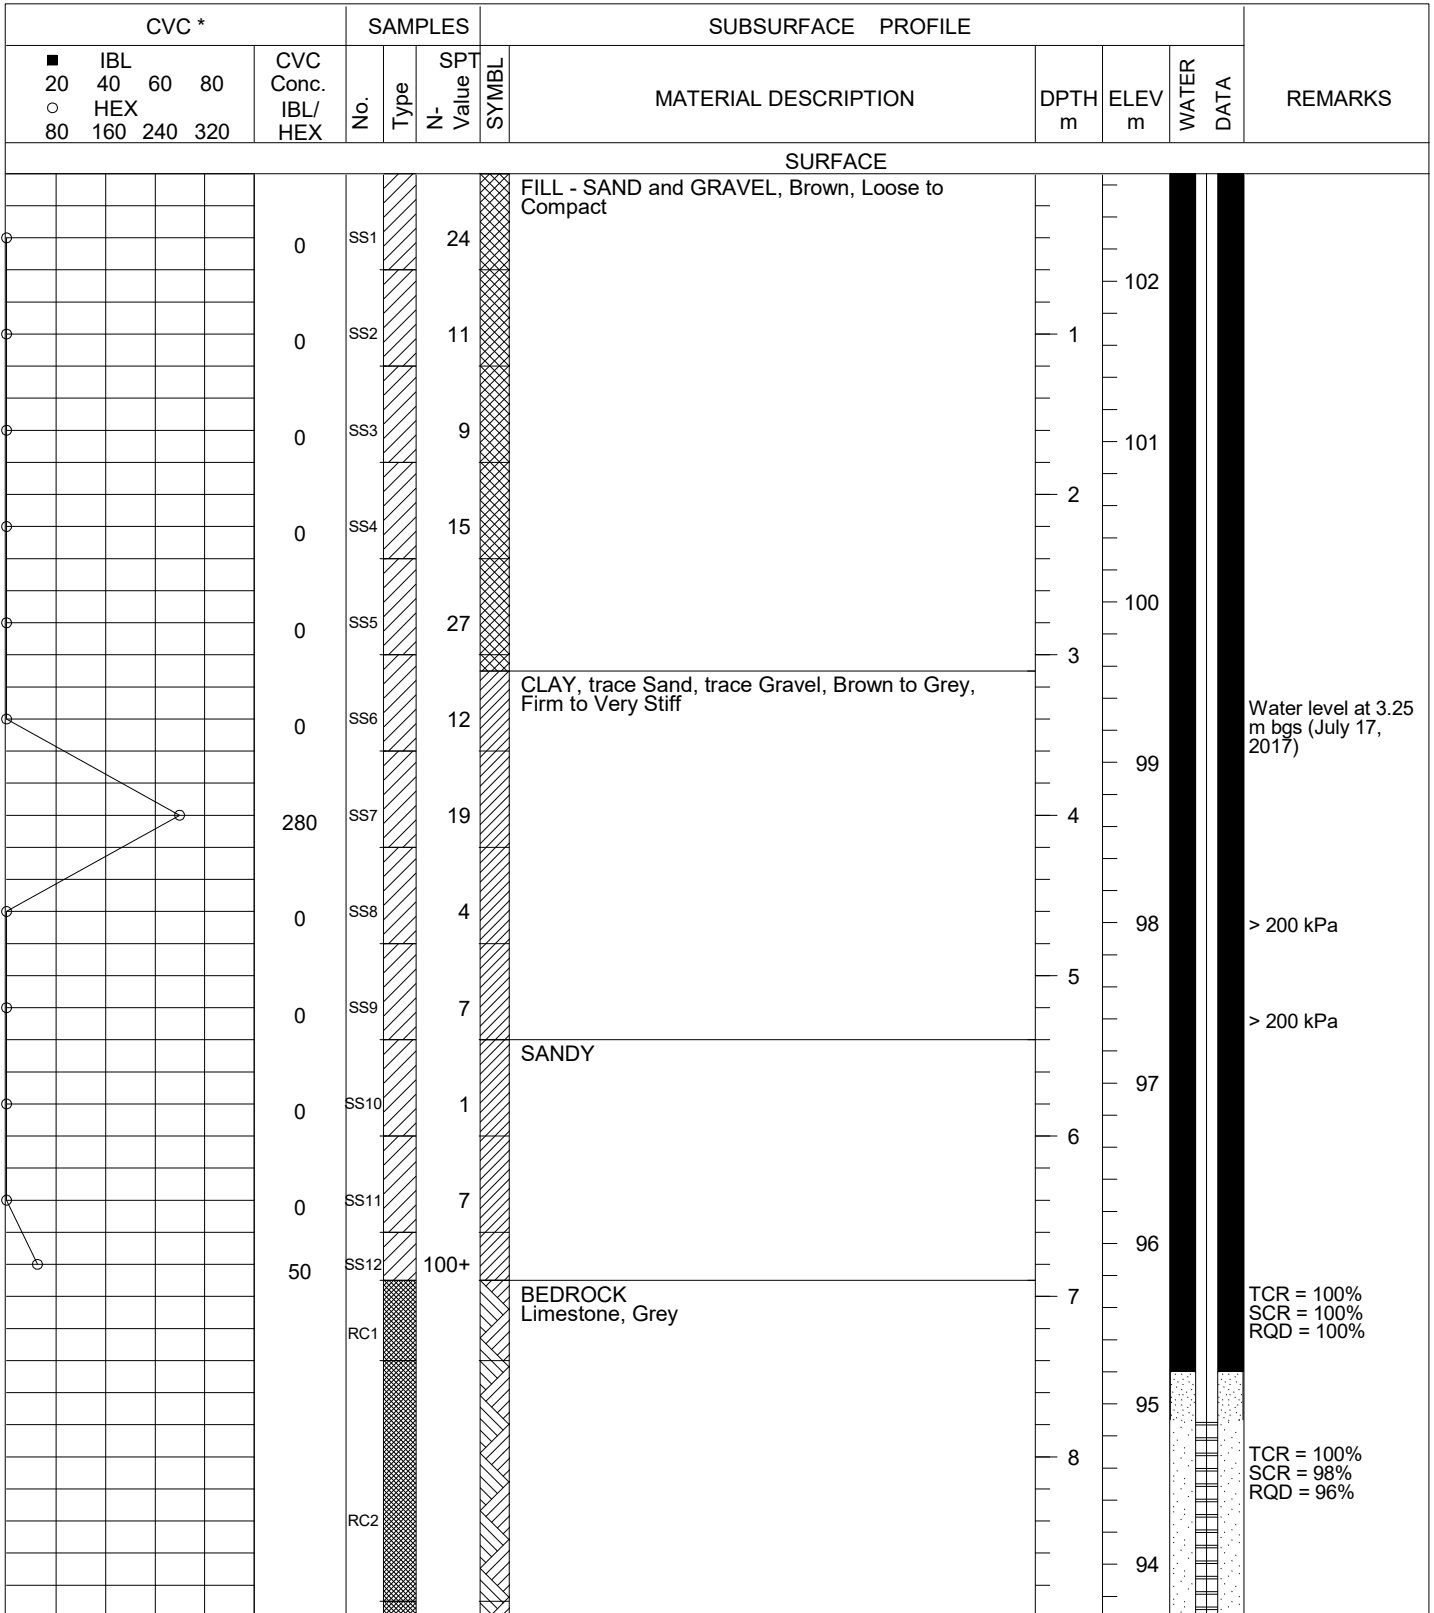 CVC *
SAMPLES
SUBSURFACE PROFILE
■ IBL
20 40 60 80
○ HEX
80 160 240 320
CVC
Conc.
IBL/
HEX
No.
Type
SPT
N-
Value
SYMBL
MATERIAL DESCRIPTION
DPTH
m
ELEV
m
WATER
DATA
REMARKS
SURFACE
FILL - SAND and GRAVEL, Brown, Loose to
Compact
0 SS1 24
102
0 SS2 11 1
0 SS3 9
101
2
0 SS4 15
100
0 SS5 27
3
CLAY, trace Sand, trace Gravel, Brown to Grey,
Firm to Very Stiff
0 SS6 12
Water level at 3.25
m bgs (July 17,
2017)
99
280 SS7 19 4
0 SS8 4
98 > 200 kPa
5
0 SS9 7
> 200 kPa
SANDY
97
0 SS10 1
6
0 SS11 7
96
50 SS12 100+
BEDROCK
Limestone, Grey
7
TCR = 100%
SCR = 100%
RQD = 100%
RC1
95
8
TCR = 100%
SCR = 98%
RQD = 96%
RC2
94